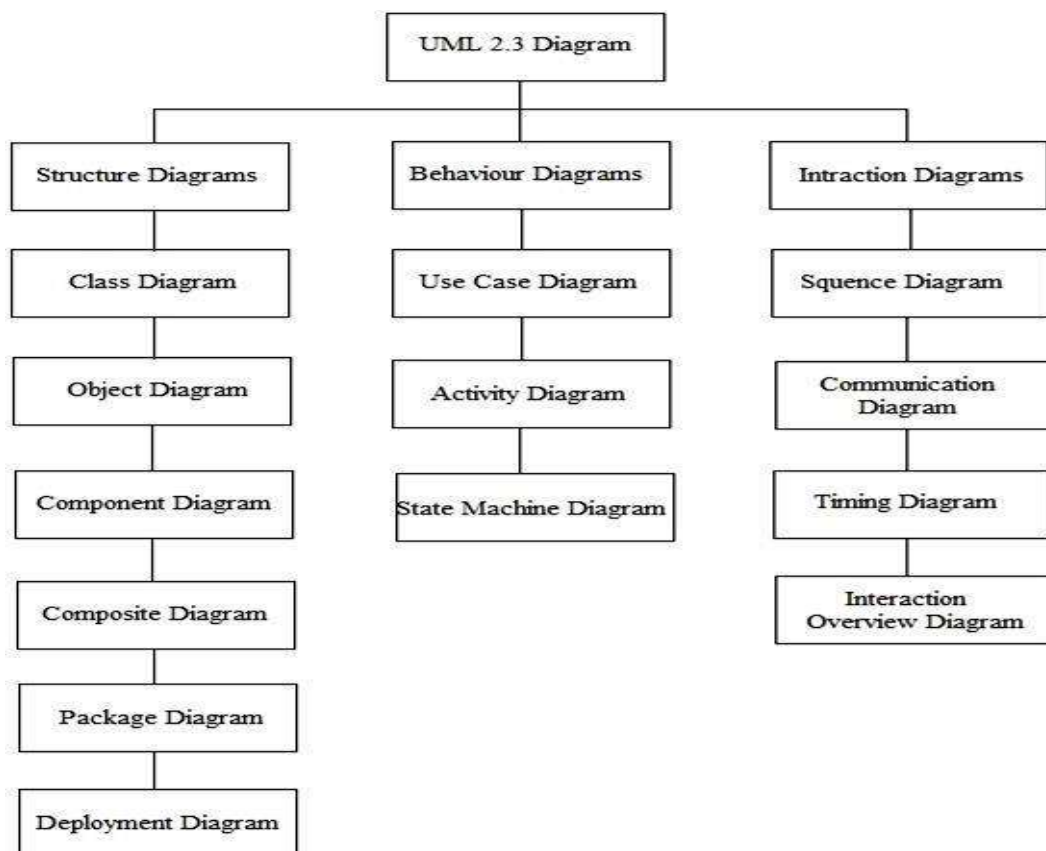 UML 2.3 Diagram
Structure Diagrams
Behaviour Diagrams
Intraction Diagrams
Class Diagram
Use Case Diagram
Squence Diagram
Object Diagram
Activity Diagram
Communication
Diagram
Component Diagram
State Machine Diagram
Timing Diagram
Composite Diagram
Interaction
Overview Diagram
Package Diagram
Deployment Diagram